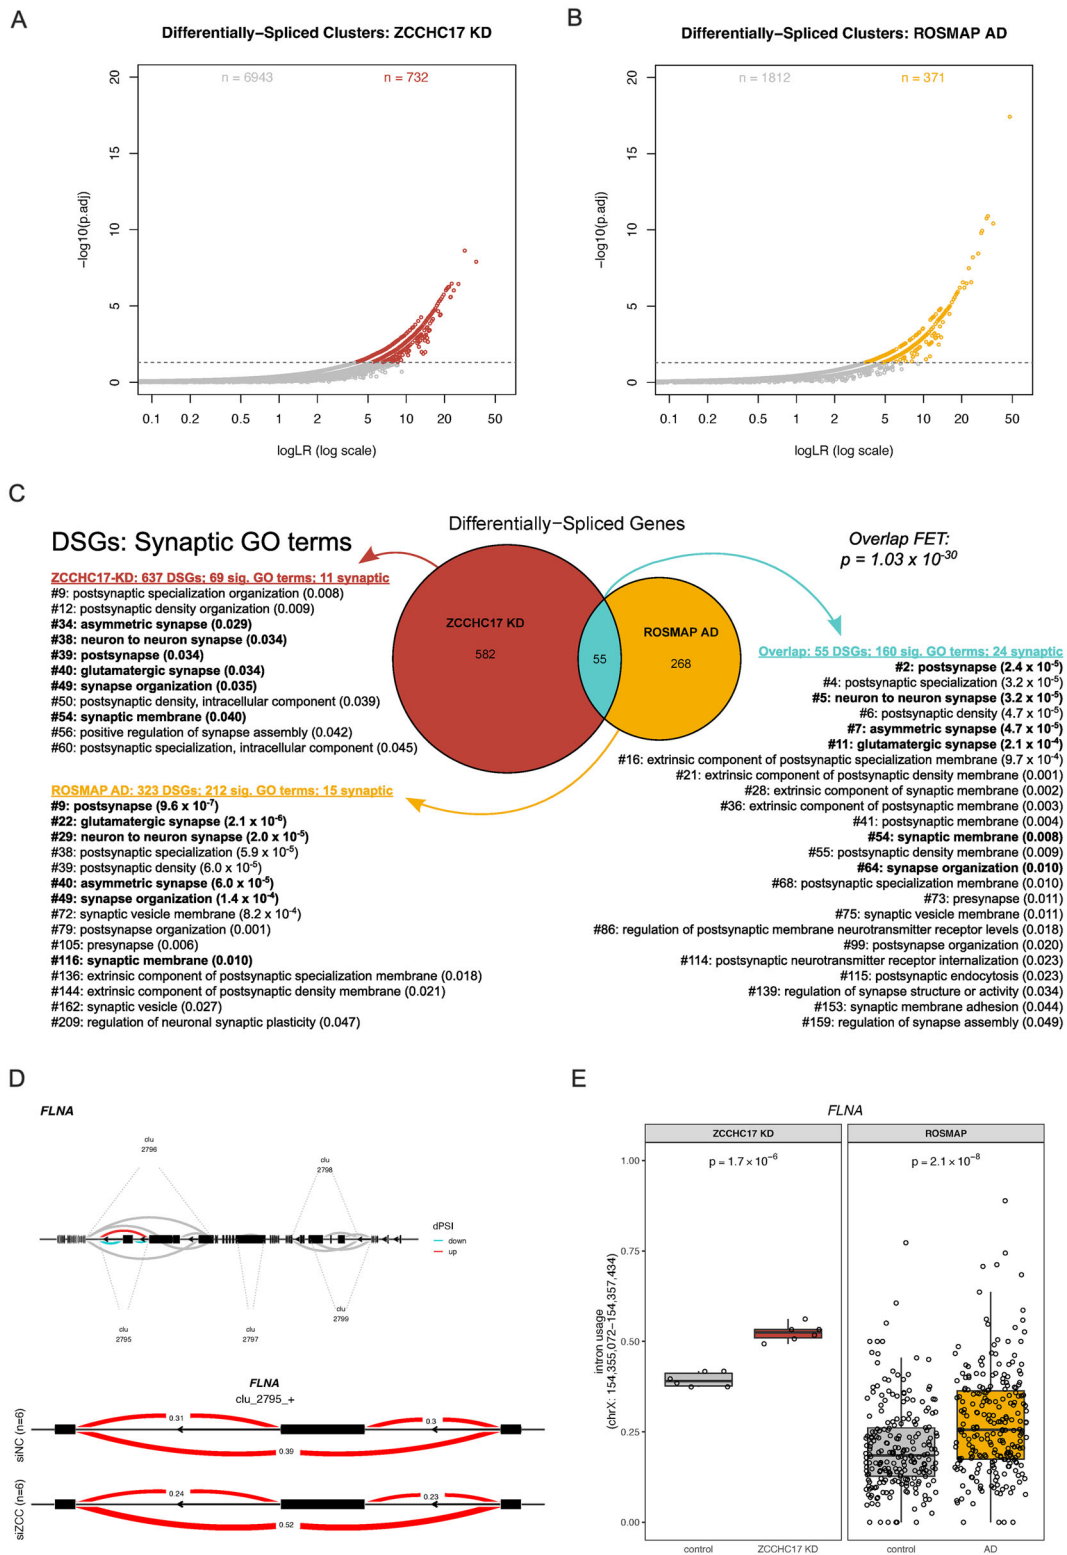 A
Differentially–Spliced Clusters: ZCCHC17 KD
n = 6943
n = 732
20
15
10
5
0
−log10(p.adj)
0.1 0.2 0.5 1 2 5 10 20 50
logLR (log scale)
B
Differentially–Spliced Clusters: ROSMAP AD
n = 1812
n = 371
20
15
10
5
0
−log10(p.adj)
0.1 0.2 0.5 1 2 5 10 20 50
logLR (log scale)
C
Differentially–Spliced Genes
DSGs: Synaptic GO terms
Overlap FET:
p = 1.03 x 10⁻³⁰
ZCCHC17 KD
582
55
ROSMAP AD
268
ZCCHC17-KD: 637 DSGs; 69 sig. GO terms; 11 synaptic
#9: postsynaptic specialization organization (0.008)
#12: postsynaptic density organization (0.009)
#34: asymmetric synapse (0.029)
#38: neuron to neuron synapse (0.034)
#39: postsynapse (0.034)
#40: glutamatergic synapse (0.034)
#49: synapse organization (0.035)
#50: postsynaptic density, intracellular component (0.039)
#54: synaptic membrane (0.040)
#56: positive regulation of synapse assembly (0.042)
#60: postsynaptic specialization, intracellular component (0.045)
ROSMAP AD: 323 DSGs; 212 sig. GO terms; 15 synaptic
#9: postsynapse (9.6 x 10⁻⁷)
#22: glutamatergic synapse (2.1 x 10⁻⁶)
#29: neuron to neuron synapse (2.0 x 10⁻⁵)
#38: postsynaptic specialization (5.9 x 10⁻⁵)
#39: postsynaptic density (6.0 x 10⁻⁵)
#40: asymmetric synapse (6.0 x 10⁻⁵)
#49: synapse organization (1.4 x 10⁻⁴)
#72: synaptic vesicle membrane (8.2 x 10⁻⁴)
#79: postsynapse organization (0.001)
#105: presynapse (0.006)
#116: synaptic membrane (0.010)
#136: extrinsic component of postsynaptic specialization membrane (0.018)
#144: extrinsic component of postsynaptic density membrane (0.021)
#162: synaptic vesicle (0.027)
#209: regulation of neuronal synaptic plasticity (0.047)
Overlap: 55 DSGs; 160 sig. GO terms; 24 synaptic
#2: postsynapse (2.4 x 10⁻⁵)
#4: postsynaptic specialization (3.2 x 10⁻⁵)
#5: neuron to neuron synapse (3.2 x 10⁻⁵)
#6: postsynaptic density (4.7 x 10⁻⁵)
#7: asymmetric synapse (4.7 x 10⁻⁵)
#11: glutamatergic synapse (2.1 x 10⁻⁴)
#16: extrinsic component of postsynaptic specialization membrane (9.7 x 10⁻⁴)
#21: extrinsic component of postsynaptic density membrane (0.001)
#28: extrinsic component of synaptic membrane (0.002)
#36: extrinsic component of postsynaptic membrane (0.003)
#41: postsynaptic membrane (0.004)
#54: synaptic membrane (0.008)
#55: postsynaptic density membrane (0.009)
#64: synapse organization (0.010)
#68: postsynaptic specialization membrane (0.010)
#73: presynapse (0.011)
#75: synaptic vesicle membrane (0.011)
#86: regulation of postsynaptic membrane neurotransmitter receptor levels (0.018)
#99: postsynapse organization (0.020)
#114: postsynaptic neurotransmitter receptor internalization (0.023)
#115: postsynaptic endocytosis (0.023)
#139: regulation of synapse structure or activity (0.034)
#153: synaptic membrane adhesion (0.044)
#159: regulation of synapse assembly (0.049)
D
FLNA
clu
2796
clu
2798
dPSI
down
up
clu
2795
clu
2797
clu
2799
FLNA
clu_2795_+
siNC (n=6)
0.31
0.3
0.39
siZCC (n=6)
0.24
0.23
0.52
E
FLNA
ZCCHC17 KD
ROSMAP
p = 1.7 × 10⁻⁶
p = 2.1 × 10⁻⁸
1.00
0.75
0.50
0.25
0.00
intron usage
(chrX: 154,355,072−154,357,434)
control
ZCCHC17 KD
control
AD